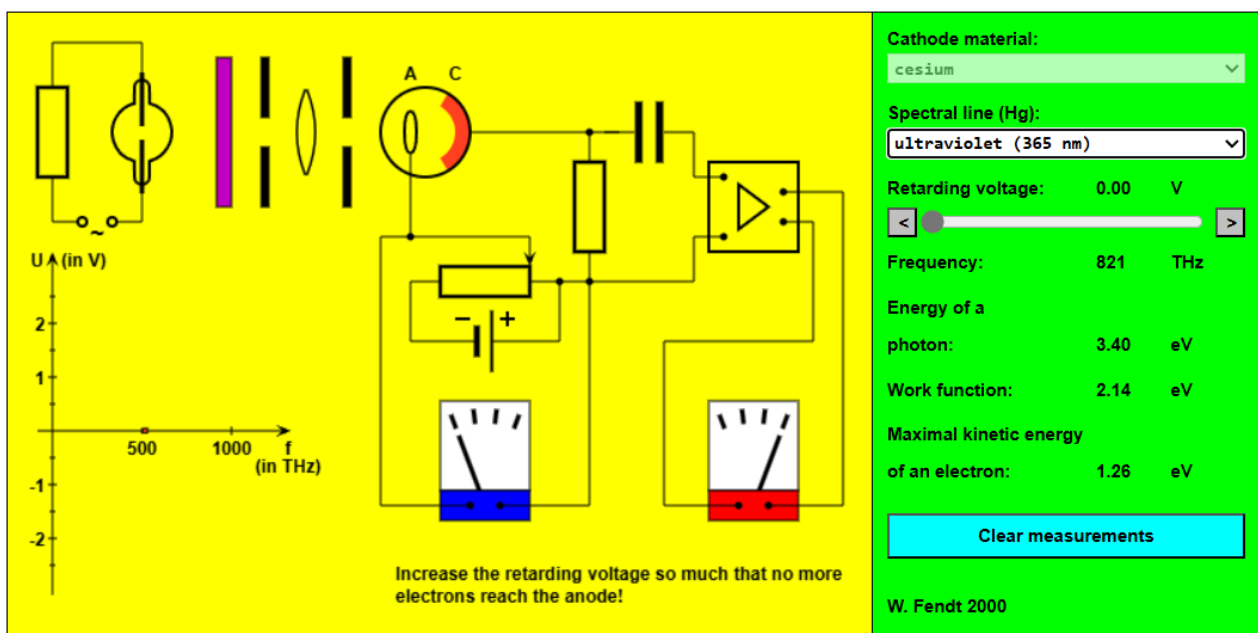 A C
~
U (in V)
2
1
500 1000 f
(in THz)
-1
-2
− +
Increase the retarding voltage so much that no more
electrons reach the anode!
Cathode material:
cesium
Spectral line (Hg):
ultraviolet (365 nm)
Retarding voltage: 0.00 V
< >
Frequency: 821 THz
Energy of a
photon: 3.40 eV
Work function: 2.14 eV
Maximal kinetic energy
of an electron: 1.26 eV
Clear measurements
W. Fendt 2000